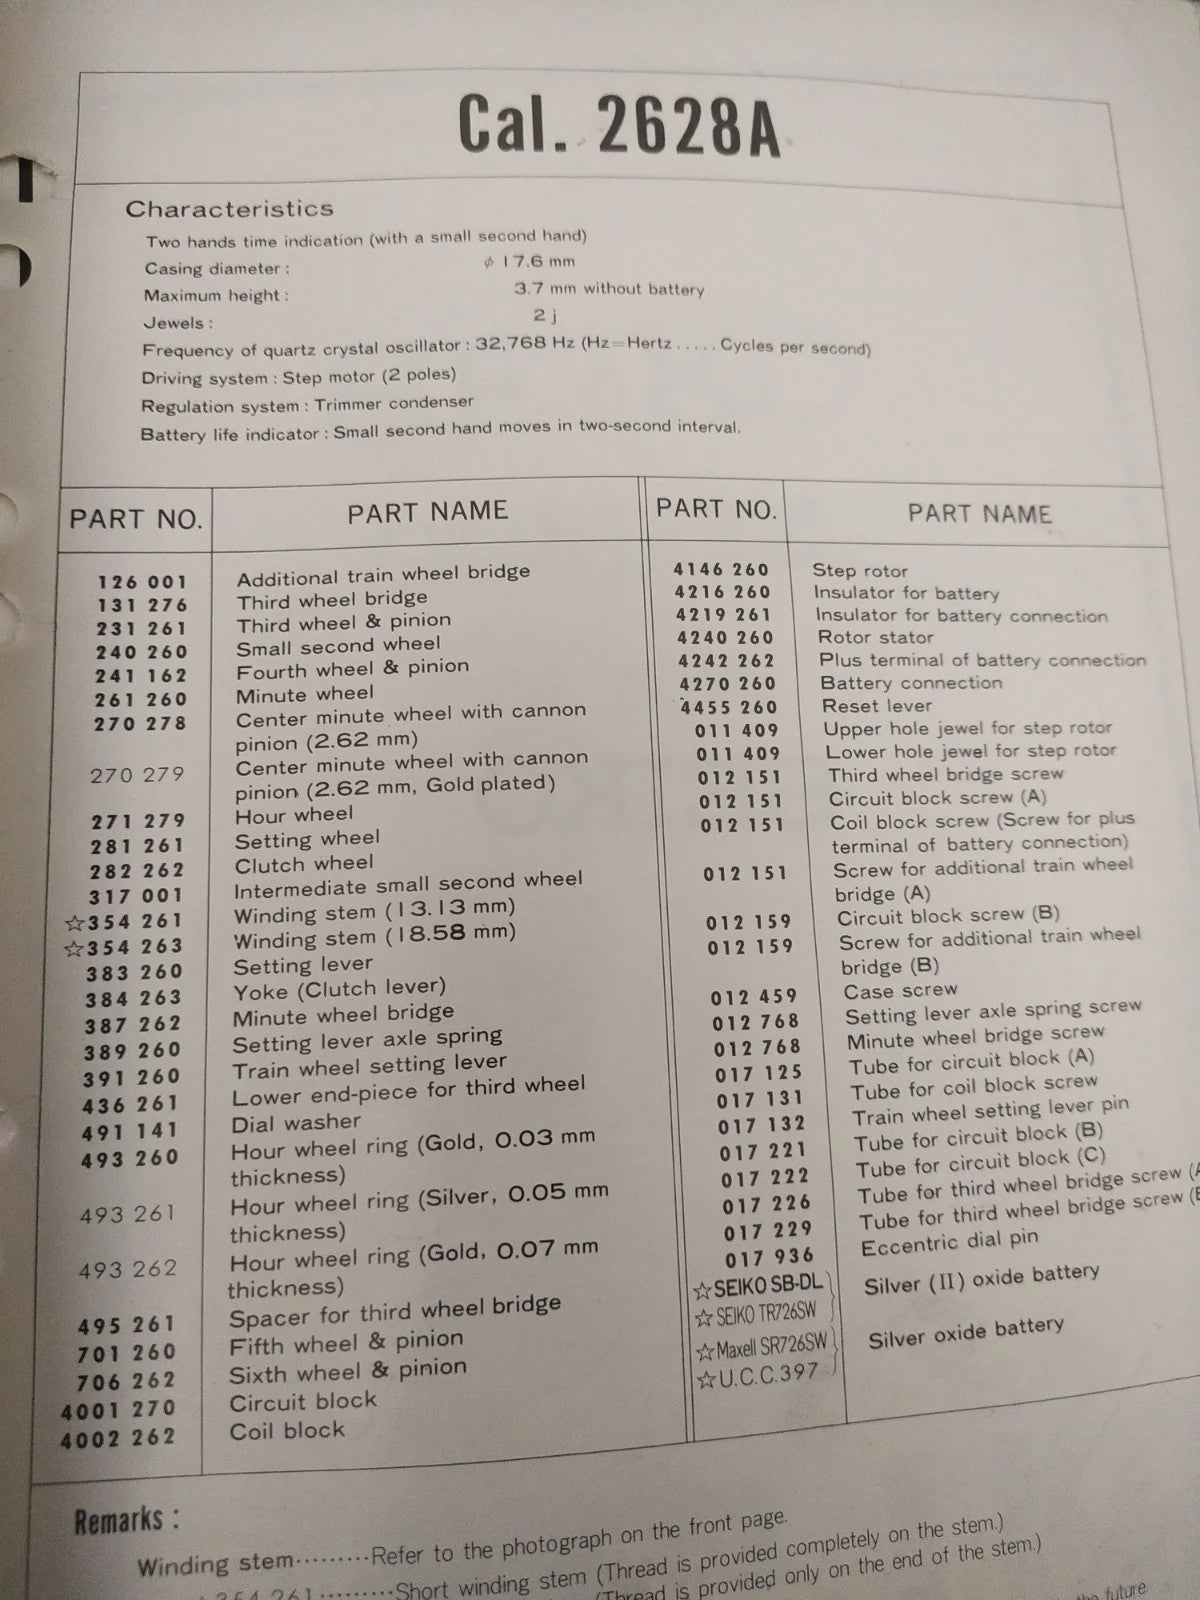 Cal. 2628A
Characteristics
Two hands time indication (with a small second hand)
Casing diameter : φ 17.6 mm
Maximum height : 3.7 mm without battery
Jewels : 2 j
Frequency of quartz crystal oscillator : 32,768 Hz (Hz=Hertz ..... Cycles per second)
Driving system : Step motor (2 poles)
Regulation system : Trimmer condenser
Battery life indicator : Small second hand moves in two-second interval.
PART NO. PART NAME
126 001 Additional train wheel bridge
131 276 Third wheel bridge
231 261 Third wheel & pinion
240 260 Small second wheel
241 162 Fourth wheel & pinion
261 260 Minute wheel
270 278 Center minute wheel with cannon
pinion (2.62 mm)
270 279 Center minute wheel with cannon
pinion (2.62 mm, Gold plated)
271 279 Hour wheel
281 261 Setting wheel
282 262 Clutch wheel
317 001 Intermediate small second wheel
☆354 261 Winding stem (13.13 mm)
☆354 263 Winding stem (18.58 mm)
383 260 Setting lever
384 263 Yoke (Clutch lever)
387 262 Minute wheel bridge
389 260 Setting lever axle spring
391 260 Train wheel setting lever
436 261 Lower end-piece for third wheel
491 141 Dial washer
493 260 Hour wheel ring (Gold, 0.03 mm
thickness)
493 261 Hour wheel ring (Silver, 0.05 mm
thickness)
493 262 Hour wheel ring (Gold, 0.07 mm
thickness)
495 261 Spacer for third wheel bridge
701 260 Fifth wheel & pinion
706 262 Sixth wheel & pinion
4001 270 Circuit block
4002 262 Coil block
PART NO. PART NAME
4146 260 Step rotor
4216 260 Insulator for battery
4219 261 Insulator for battery connection
4240 260 Rotor stator
4242 262 Plus terminal of battery connection
4270 260 Battery connection
4455 260 Reset lever
011 409 Upper hole jewel for step rotor
011 409 Lower hole jewel for step rotor
012 151 Third wheel bridge screw
012 151 Circuit block screw (A)
012 151 Coil block screw (Screw for plus
terminal of battery connection)
012 151 Screw for additional train wheel
bridge (A)
012 159 Circuit block screw (B)
012 159 Screw for additional train wheel
bridge (B)
012 459 Case screw
012 768 Setting lever axle spring screw
012 768 Minute wheel bridge screw
017 125 Tube for circuit block (A)
017 131 Tube for coil block screw
017 132 Train wheel setting lever pin
017 221 Tube for circuit block (B)
017 222 Tube for circuit block (C)
017 226 Tube for third wheel bridge screw (A
017 229 Tube for third wheel bridge screw (B
017 936 Eccentric dial pin
☆SEIKO SB-DL Silver (II) oxide battery
☆SEIKO TR726SW
☆Maxell SR726SW Silver oxide battery
☆U.C.C.397
Remarks :
Winding stem.........Refer to the photograph on the front page.
354 261.........Short winding stem (Thread is provided completely on the stem.)
(Thread is provided only on the end of the stem.)
future